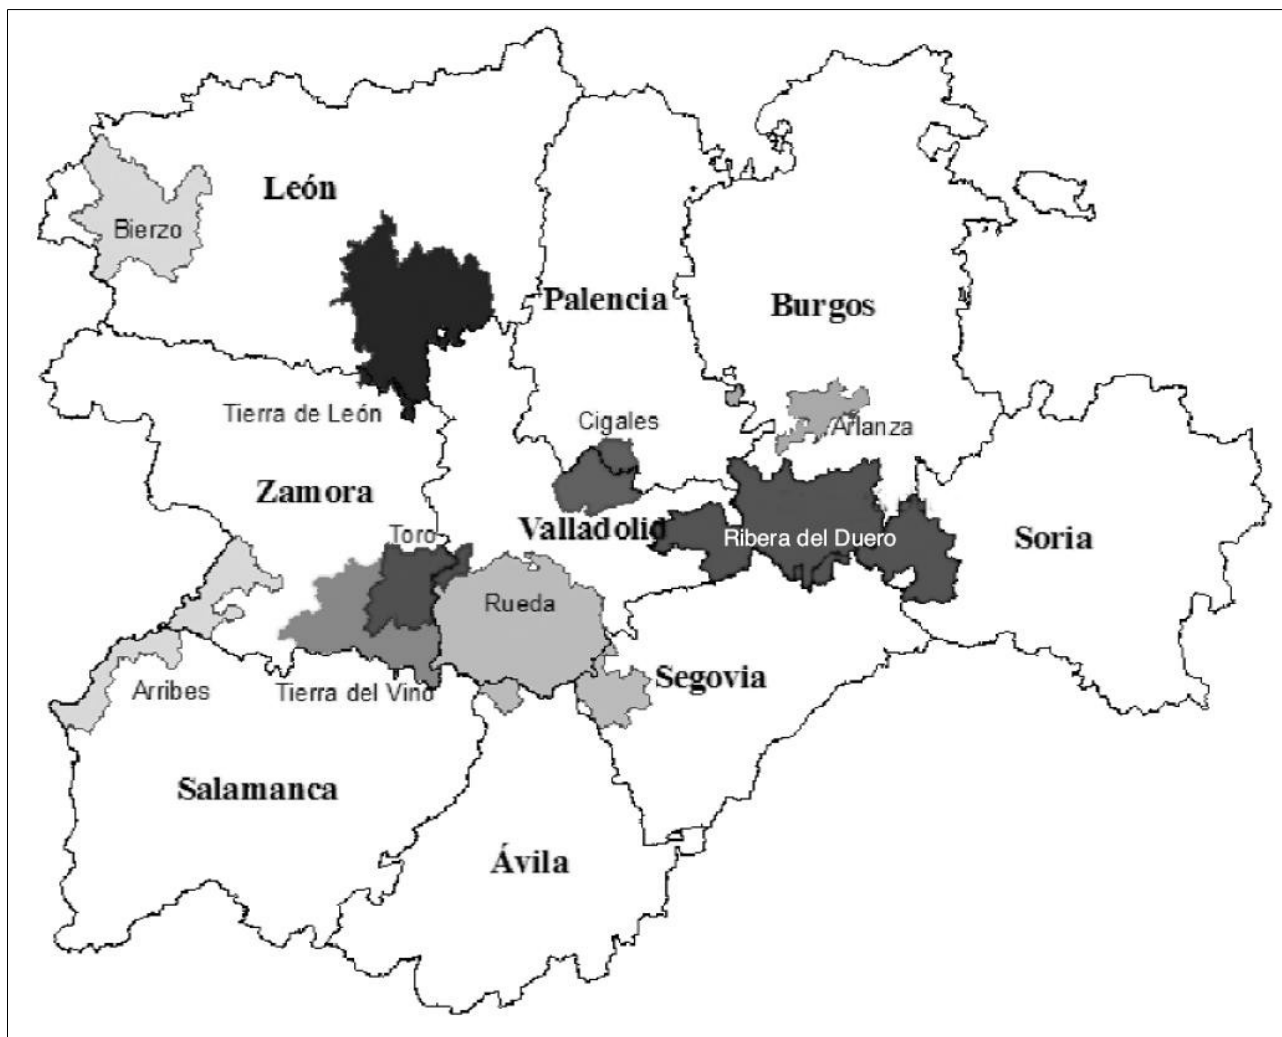 León
Bierzo
Palencia
Burgos
Tierra de León
Cigales
Arlanza
Zamora
Toro
Valladolid
Ribera del Duero
Soria
Rueda
Arribes
Tierra del Vino
Segovia
Salamanca
Ávila